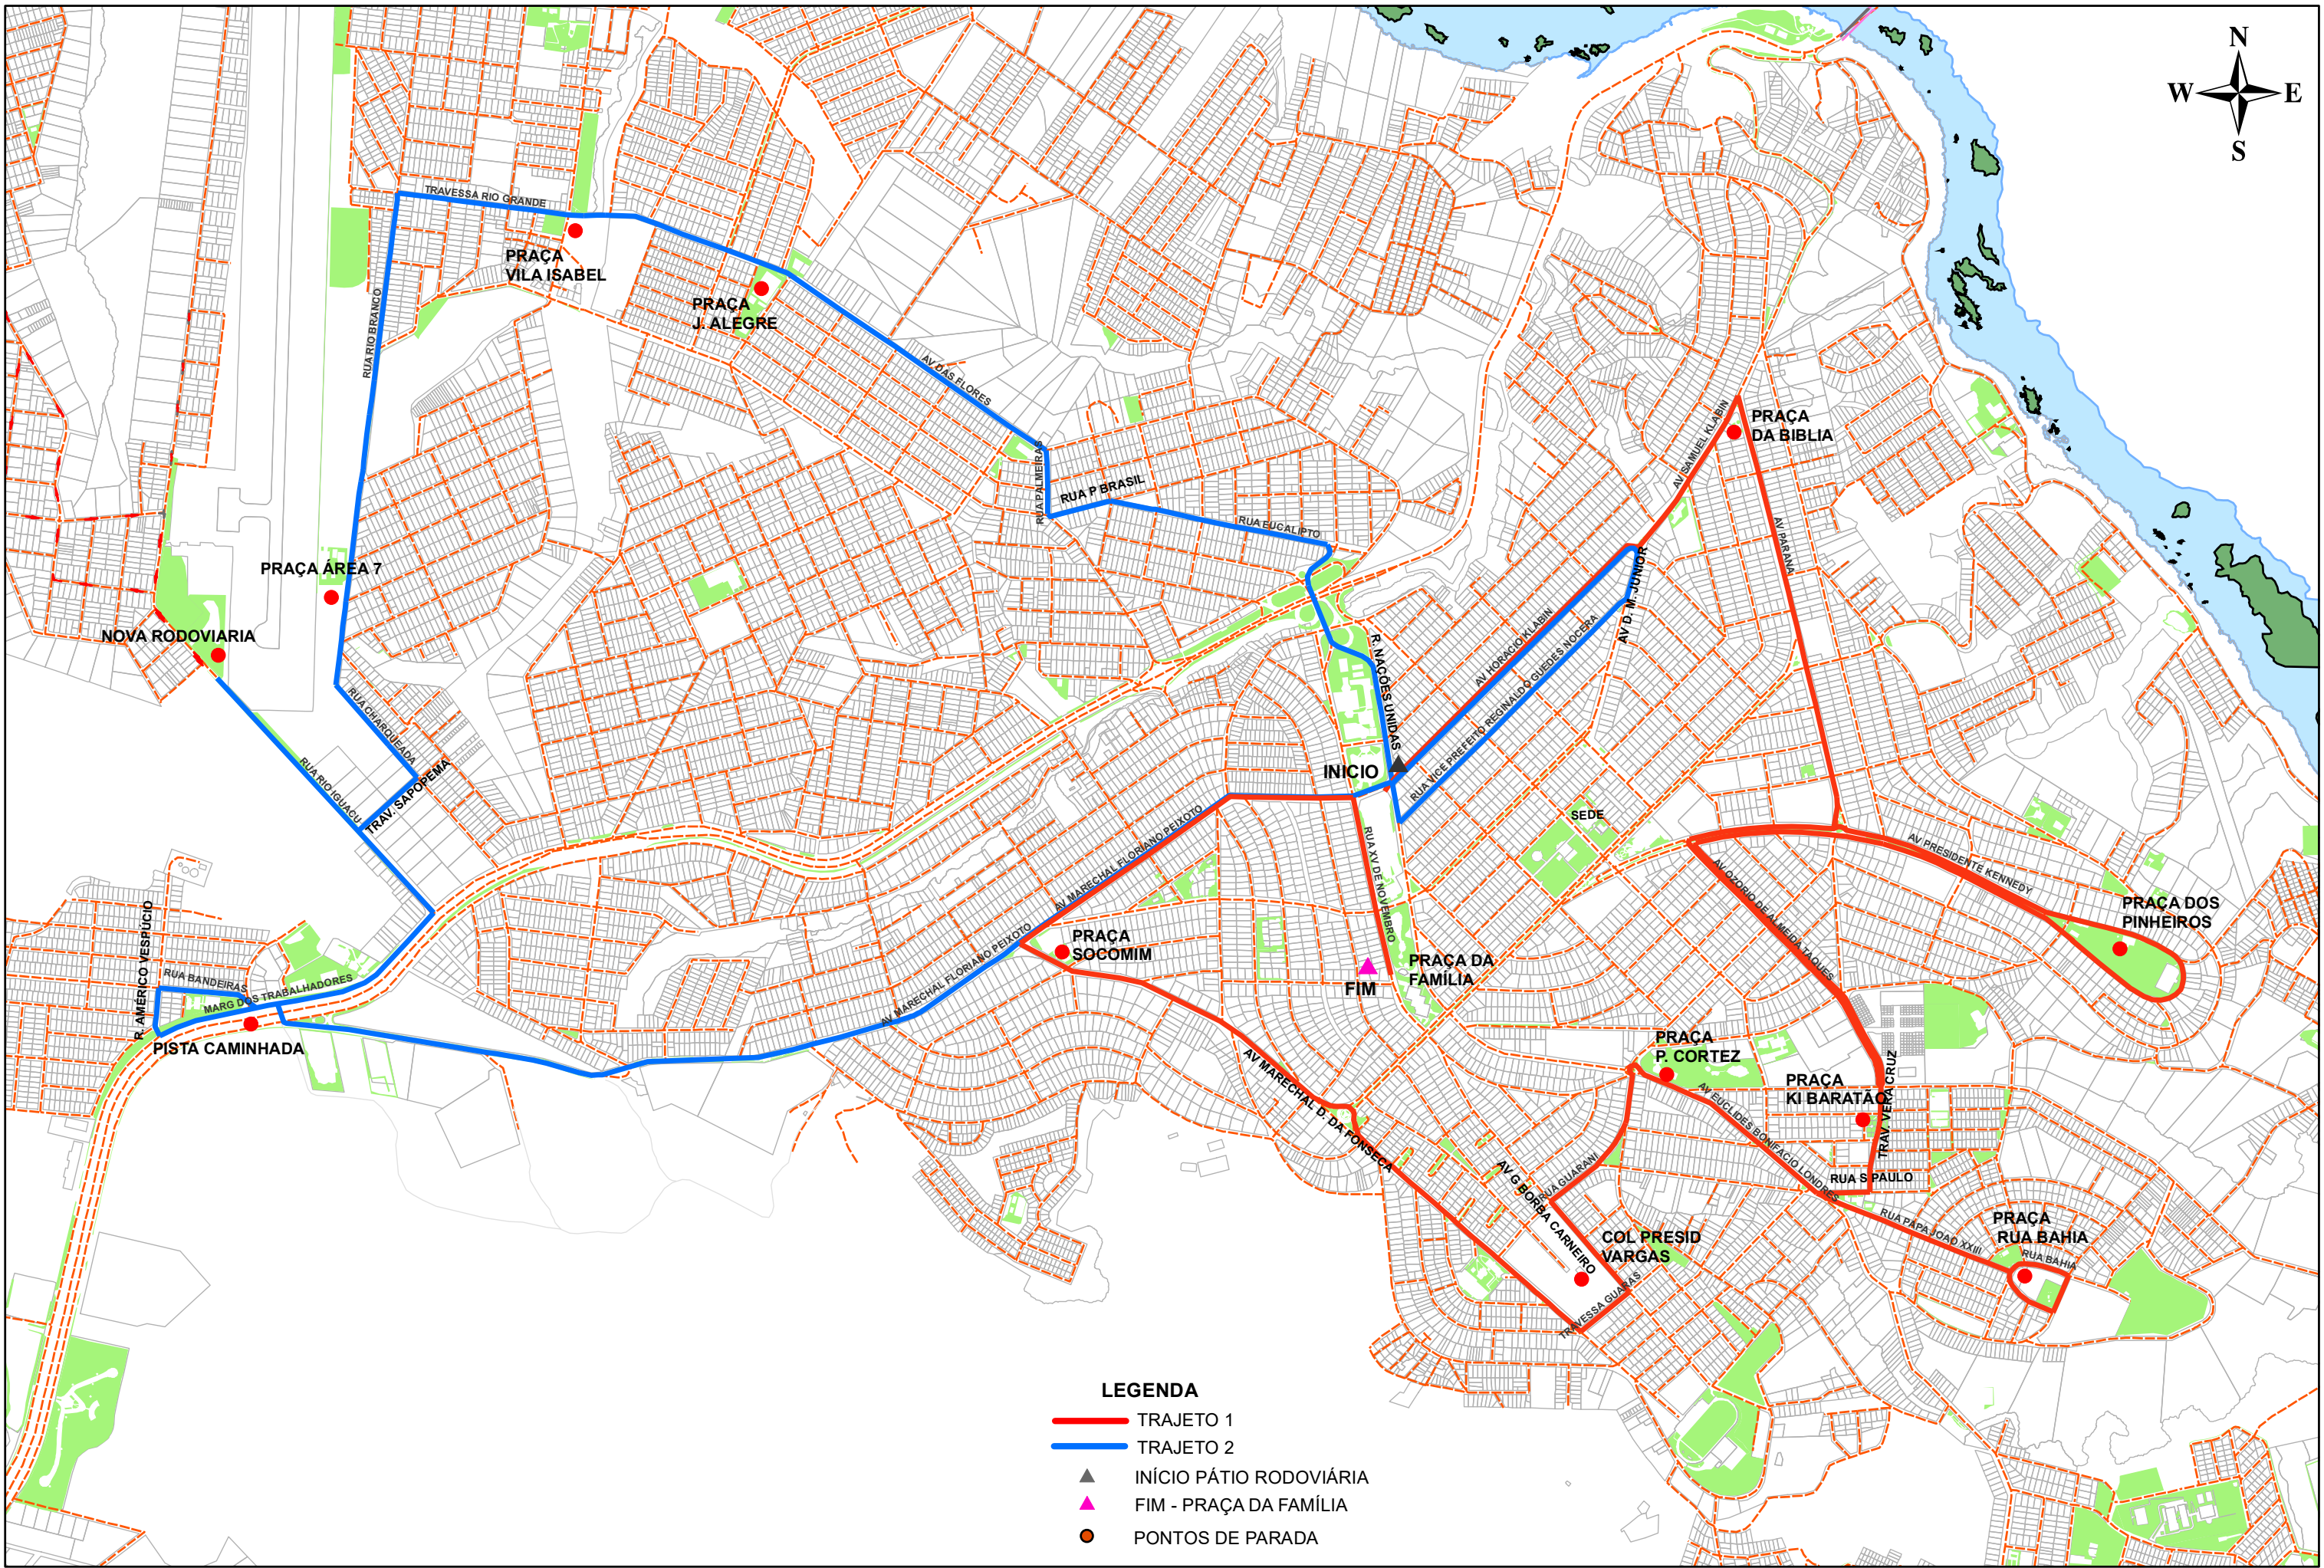 N
W E
S
TRAVESSA RIO GRANDE
PRAÇA
VILA ISABEL
PRAÇA
J. ALEGRE
RUA RIO BRANCO
AV DAS FLORES
AV SAMUEL KLABIN
PRAÇA
DA BIBLIA
RUA PALMEIRAS
RUA P BRASIL
RUA EUCALIPTO
AV PARANA
PRAÇA ÁREA 7
NOVA RODOVIARIA
AV D. M. JUNIOR
AV HORACIO KLABIN
RUA VICE PREFEITO REGINALDO GUEDES NOCERA
R. NAÇÕES UNIDAS
RUA CHARQUEADA
TRAV. SAPOPEMA
RUA RIO IGUAÇU
INICIO
SEDE
AV MARECHAL FLORIANO PEIXOTO
RUA XV DE NOVEMBRO
AV PRESIDENTE KENNEDY
AV OZORIO DE ALMEIDA TAQUES
PRAÇA DOS
PINHEIROS
R. AMÉRICO VESPÚCIO
RUA BANDEIRAS
MARG DOS TRABALHADORES
PISTA CAMINHADA
AV MARECHAL FLORIANO PEIXOTO
PRAÇA
SOCOMIM
PRAÇA DA
FAMÍLIA
FIM
PRAÇA
P. CORTEZ
PRAÇA
KI BARATÃO
TRAV. VERA CRUZ
AV MARECHAL D. DA FONSECA
AV EUCLIDES BONIFACIO LONDRES
RUA S PAULO
AV G BORBA CARNEIRO
RUA GUARANI
RUA PAPA JOAO XXIII
PRAÇA
RUA BAHIA
RUA BAHIA
COL PRESID
VARGAS
TRAVESSA GUARAS
LEGENDA
TRAJETO 1
TRAJETO 2
INÍCIO PÁTIO RODOVIÁRIA
FIM - PRAÇA DA FAMÍLIA
PONTOS DE PARADA